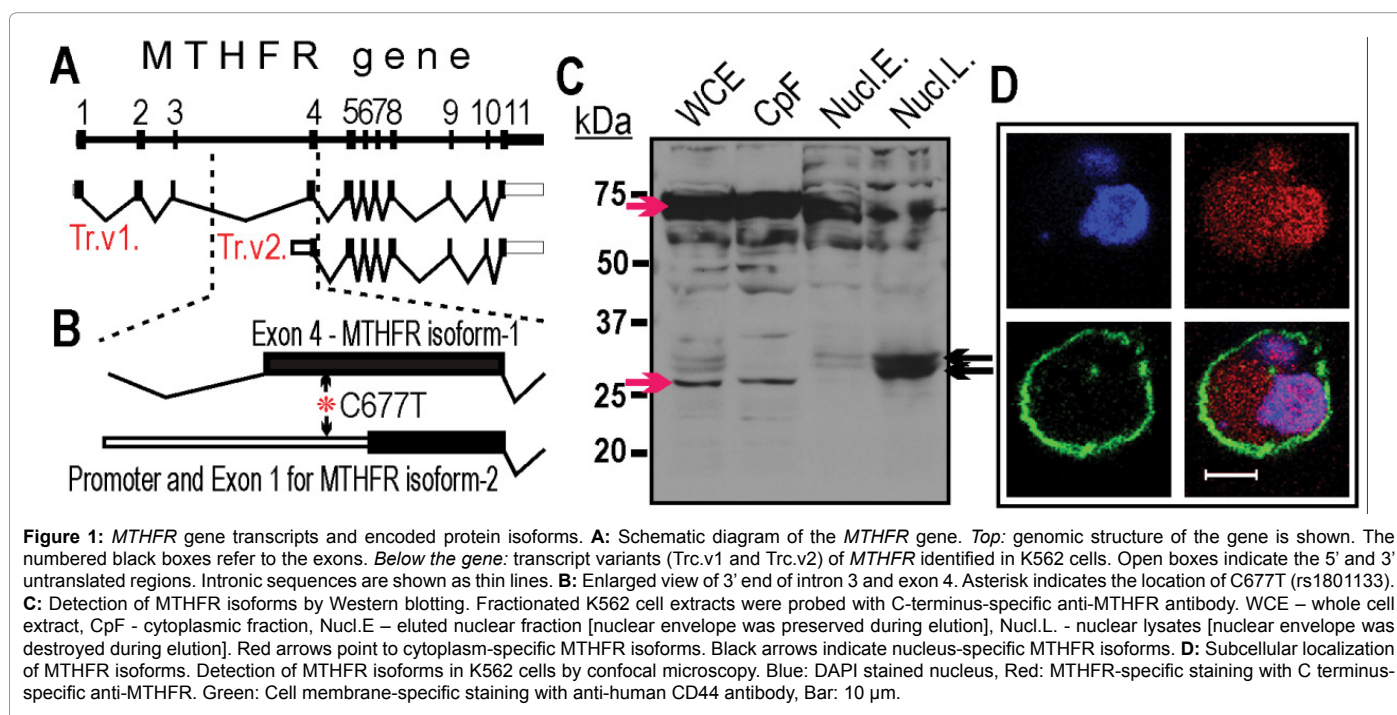 A
MTHFR gene
1 2 3 4 5 6 7 8 9 10 11
Tr.v1.
Tr.v2.
B
Exon 4 - MTHFR isoform-1
* C677T
Promoter and Exon 1 for MTHFR isoform-2
C
kDa
WCE CpF Nucl.E. Nucl.L.
75
50
37
25
20
D
Figure 1: MTHFR gene transcripts and encoded protein isoforms. A: Schematic diagram of the MTHFR gene. Top: genomic structure of the gene is shown. The
numbered black boxes refer to the exons. Below the gene: transcript variants (Trc.v1 and Trc.v2) of MTHFR identified in K562 cells. Open boxes indicate the 5’ and 3’
untranslated regions. Intronic sequences are shown as thin lines. B: Enlarged view of 3’ end of intron 3 and exon 4. Asterisk indicates the location of C677T (rs1801133).
C: Detection of MTHFR isoforms by Western blotting. Fractionated K562 cell extracts were probed with C-terminus-specific anti-MTHFR antibody. WCE – whole cell
extract, CpF - cytoplasmic fraction, Nucl.E – eluted nuclear fraction [nuclear envelope was preserved during elution], Nucl.L. - nuclear lysates [nuclear envelope was
destroyed during elution]. Red arrows point to cytoplasm-specific MTHFR isoforms. Black arrows indicate nucleus-specific MTHFR isoforms. D: Subcellular localization
of MTHFR isoforms. Detection of MTHFR isoforms in K562 cells by confocal microscopy. Blue: DAPI stained nucleus, Red: MTHFR-specific staining with C terminus-
specific anti-MTHFR. Green: Cell membrane-specific staining with anti-human CD44 antibody, Bar: 10 µm.